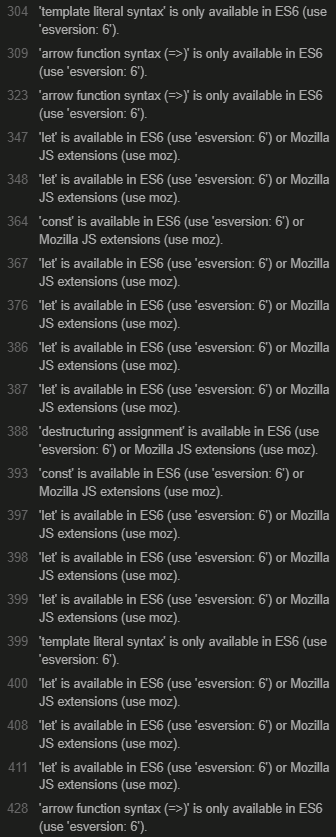 304 'template literal syntax' is only available in ES6 (use
'esversion: 6').
309 'arrow function syntax (=>)' is only available in ES6
(use 'esversion: 6').
323 'arrow function syntax (=>)' is only available in ES6
(use 'esversion: 6').
347 'let' is available in ES6 (use 'esversion: 6') or Mozilla
JS extensions (use moz).
348 'let' is available in ES6 (use 'esversion: 6') or Mozilla
JS extensions (use moz).
364 'const' is available in ES6 (use 'esversion: 6') or
Mozilla JS extensions (use moz).
367 'let' is available in ES6 (use 'esversion: 6') or Mozilla
JS extensions (use moz).
376 'let' is available in ES6 (use 'esversion: 6') or Mozilla
JS extensions (use moz).
386 'let' is available in ES6 (use 'esversion: 6') or Mozilla
JS extensions (use moz).
387 'let' is available in ES6 (use 'esversion: 6') or Mozilla
JS extensions (use moz).
388 'destructuring assignment' is available in ES6 (use
'esversion: 6') or Mozilla JS extensions (use moz).
393 'const' is available in ES6 (use 'esversion: 6') or
Mozilla JS extensions (use moz).
397 'let' is available in ES6 (use 'esversion: 6') or Mozilla
JS extensions (use moz).
398 'let' is available in ES6 (use 'esversion: 6') or Mozilla
JS extensions (use moz).
399 'let' is available in ES6 (use 'esversion: 6') or Mozilla
JS extensions (use moz).
399 'template literal syntax' is only available in ES6 (use
'esversion: 6').
400 'let' is available in ES6 (use 'esversion: 6') or Mozilla
JS extensions (use moz).
408 'let' is available in ES6 (use 'esversion: 6') or Mozilla
JS extensions (use moz).
411 'let' is available in ES6 (use 'esversion: 6') or Mozilla
JS extensions (use moz).
428 'arrow function syntax (=>)' is only available in ES6
(use 'esversion: 6').